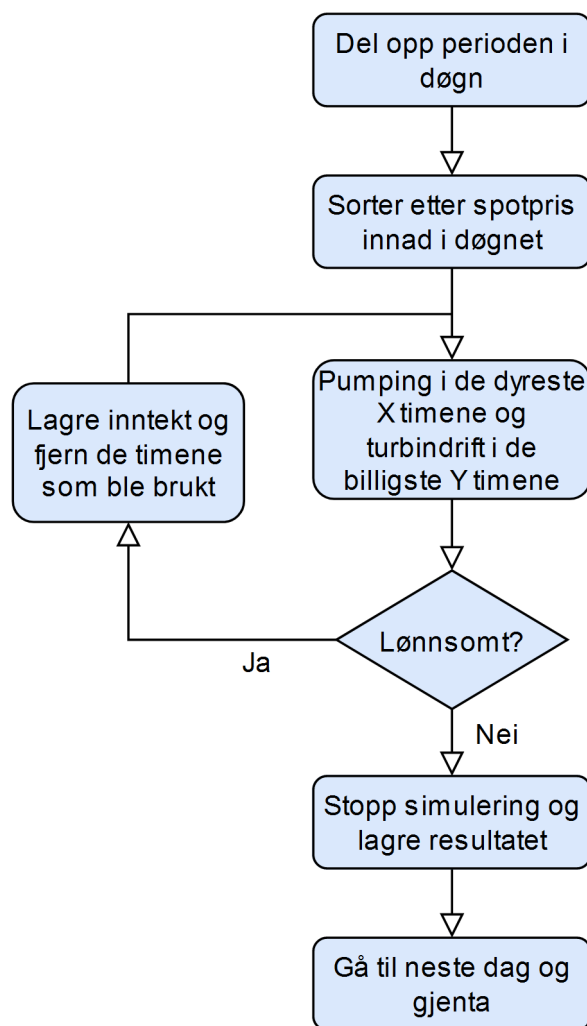 Del opp perioden i
døgn
Sorter etter spotpris
innad i døgnet
Pumping i de dyreste
X timene og
turbindrift i de
billigste Y timene
Lagre inntekt og
fjern de timene
som ble brukt
Lønnsomt?
Ja
Nei
Stopp simulering og
lagre resultatet
Gå til neste dag og
gjenta